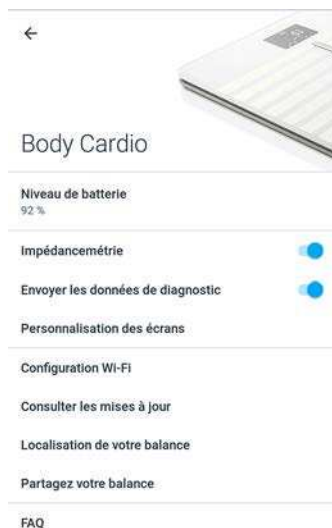 Body Cardio
Niveau de batterie
92 %
Impédancemétrie
Envoyer les données de diagnostic
Personnalisation des écrans
Configuration Wi-Fi
Consulter les mises à jour
Localisation de votre balance
Partagez votre balance
FAQ